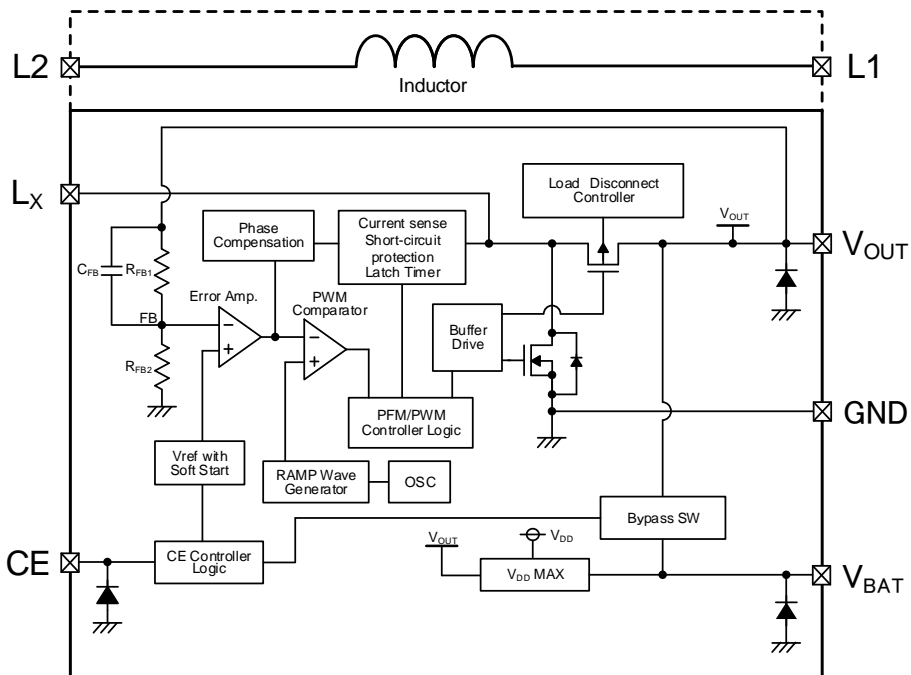 L2
L1
Inductor
LX
Load Disconnect
Controller
Phase
Compensation
Current sense
Short-circuit
protection
Latch Timer
VOUT
VOUT
CFB
RFB1
Error Amp.
PWM
Comparator
FB
Buffer
Drive
RFB2
PFM/PWM
Controller Logic
GND
Vref with
Soft Start
RAMP Wave
Generator
OSC
Bypass SW
CE
CE Controller
Logic
VOUT
VDD
VDD MAX
VBAT